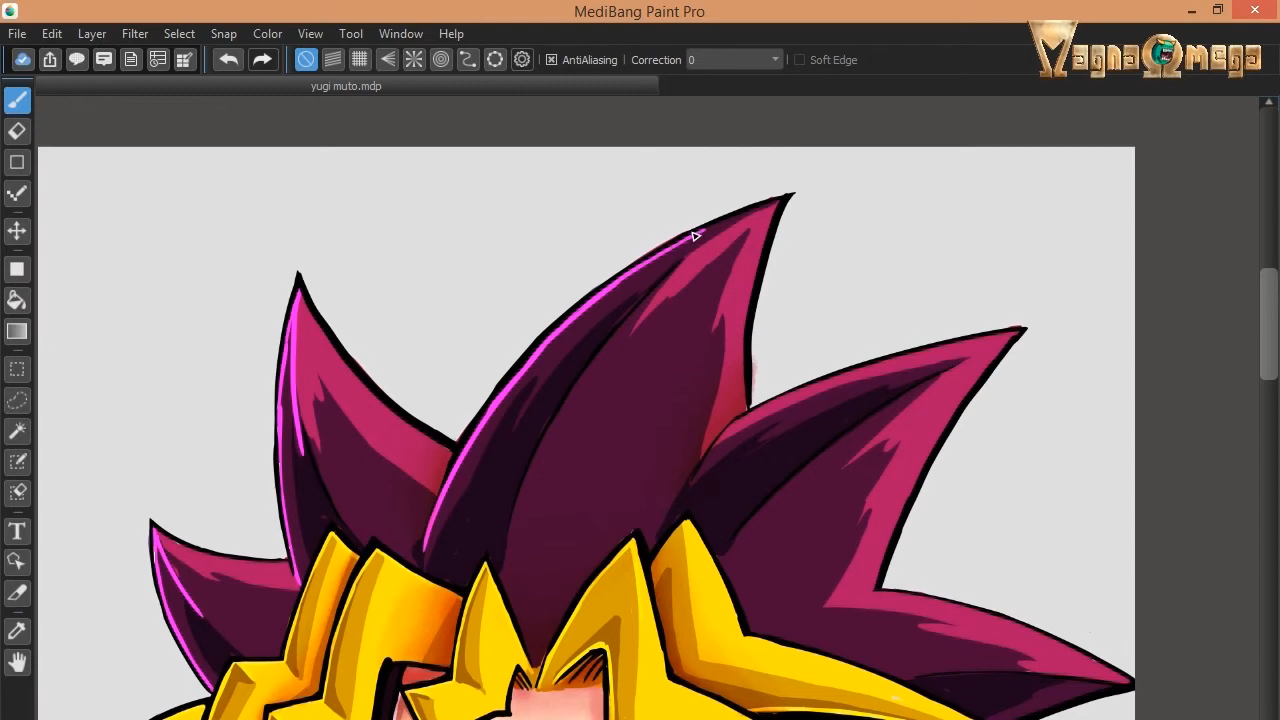 MediBang Paint Pro
File Edit Layer Filter Select Snap Color View Tool Window Help
AntiAliasing Correction 0 Soft Edge
MagnaOmega
yugi muto.mdp
T